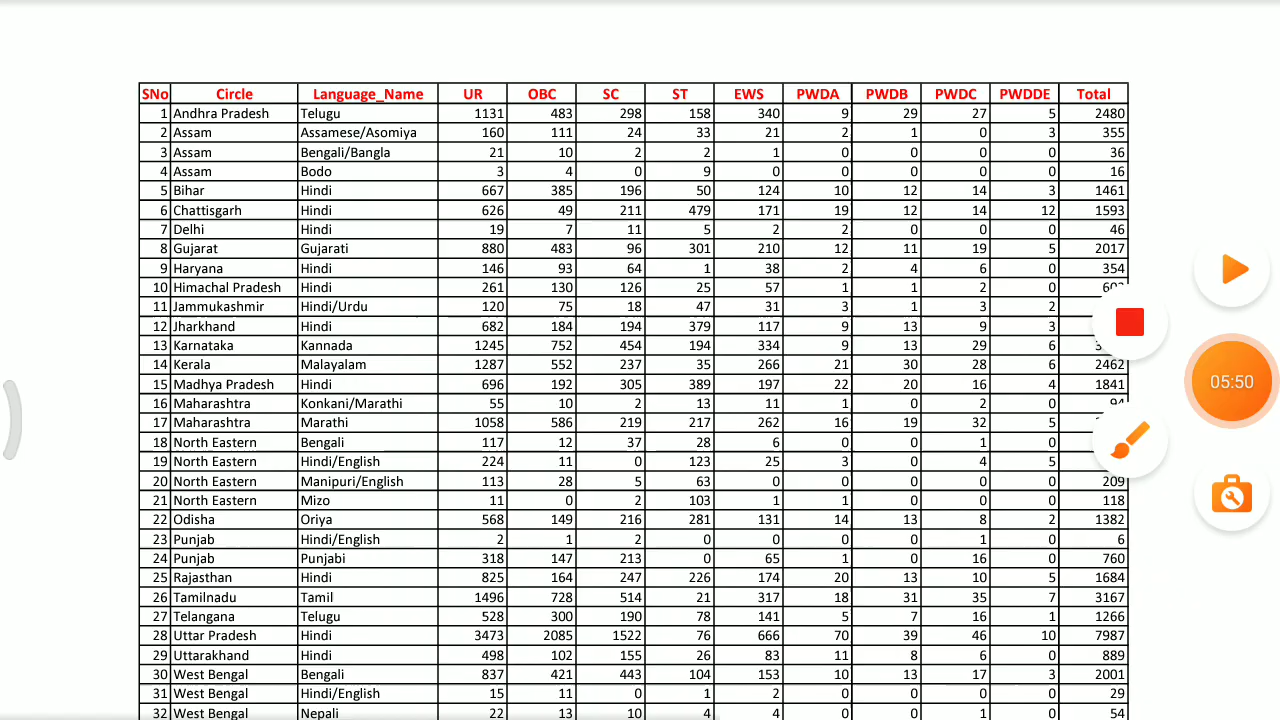 SNo Circle Language_Name UR OBC SC ST EWS PWDA PWDB PWDC PWDDE Total
1 Andhra Pradesh Telugu 1131 483 298 158 340 9 29 27 5 2480
2 Assam Assamese/Asomiya 160 111 24 33 21 2 1 0 3 355
3 Assam Bengali/Bangla 21 10 2 2 1 0 0 0 0 36
4 Assam Bodo 3 4 0 9 0 0 0 0 0 16
5 Bihar Hindi 667 385 196 50 124 10 12 14 3 1461
6 Chattisgarh Hindi 626 49 211 479 171 19 12 14 12 1593
7 Delhi Hindi 19 7 11 5 2 2 0 0 0 46
8 Gujarat Gujarati 880 483 96 301 210 12 11 19 5 2017
9 Haryana Hindi 146 93 64 1 38 2 4 6 0 354
10 Himachal Pradesh Hindi 261 130 126 25 57 1 1 2 0
11 Jammukashmir Hindi/Urdu 120 75 18 47 31 3 1 3 2
12 Jharkhand Hindi 682 184 194 379 117 9 13 9 3
13 Karnataka Kannada 1245 752 454 194 334 9 13 29 6
14 Kerala Malayalam 1287 552 237 35 266 21 30 28 6 2462
15 Madhya Pradesh Hindi 696 192 305 389 197 22 20 16 4 1841
16 Maharashtra Konkani/Marathi 55 10 2 13 11 1 0 2 0
17 Maharashtra Marathi 1058 586 219 217 262 16 19 32 5
18 North Eastern Bengali 117 12 37 28 6 0 0 1 0
19 North Eastern Hindi/English 224 11 0 123 25 3 0 4 5
20 North Eastern Manipuri/English 113 28 5 63 0 0 0 0 0 209
21 North Eastern Mizo 11 0 2 103 1 1 0 0 0 118
22 Odisha Oriya 568 149 216 281 131 14 13 8 2 1382
23 Punjab Hindi/English 2 1 2 0 0 0 0 1 0 6
24 Punjab Punjabi 318 147 213 0 65 1 0 16 0 760
25 Rajasthan Hindi 825 164 247 226 174 20 13 10 5 1684
26 Tamilnadu Tamil 1496 728 514 21 317 18 31 35 7 3167
27 Telangana Telugu 528 300 190 78 141 5 7 16 1 1266
28 Uttar Pradesh Hindi 3473 2085 1522 76 666 70 39 46 10 7987
29 Uttarakhand Hindi 498 102 155 26 83 11 8 6 0 889
30 West Bengal Bengali 837 421 443 104 153 10 13 17 3 2001
31 West Bengal Hindi/English 15 11 0 1 2 0 0 0 0 29
32 West Bengal Nepali 22 13 10 4 4 0 0 1 0 54
05:50